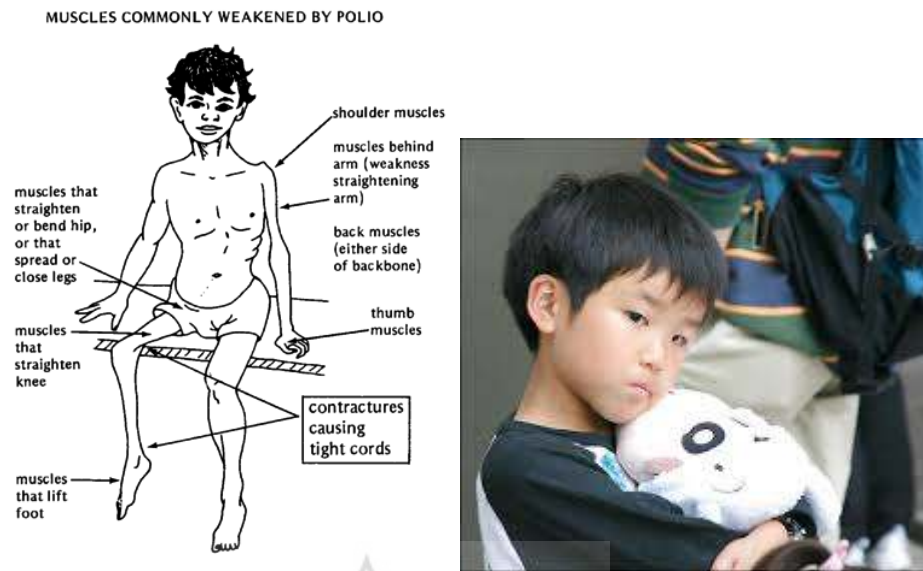 MUSCLES COMMONLY WEAKENED BY POLIO
shoulder muscles
muscles behind
arm (weakness
straightening
arm)
muscles that
straighten
or bend hip,
or that
spread or
close legs
back muscles
(either side
of backbone)
thumb
muscles
muscles
that
straighten
knee
contractures
causing
tight cords
muscles
that lift
foot